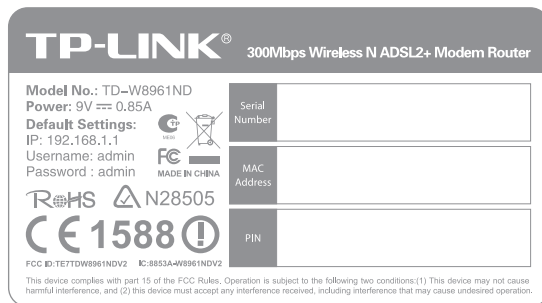 TP-LINK®
300Mbps Wireless N ADSL2+ Modem Router
Model No.: TD-W8961ND
Power: 9V ⎓ 0.85A
Default Settings:
IP: 192.168.1.1
Username: admin
Password : admin
ME69
FC
MADE IN CHINA
RoHS
N28505
CE1588
FCC ID:TE7TDW8961NDV2 IC:8853A-W8961NDV2
Serial
Number
MAC
Address
PIN
This device complies with part 15 of the FCC Rules, Operation is subject to the following two conditions:(1) This device may not cause
harmful interference, and (2) this device must accept any interference received, including interference that may cause undesired operation.